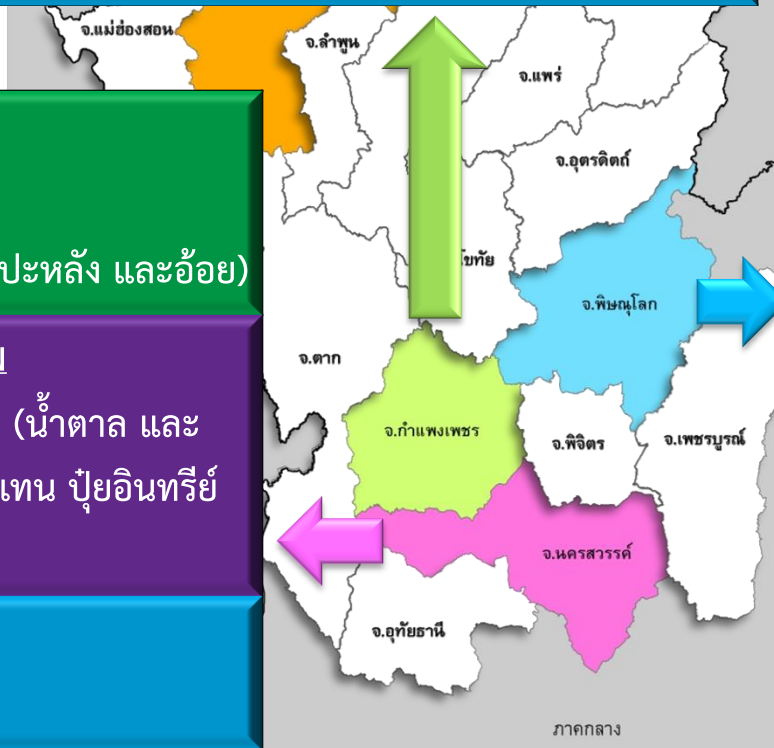 จ.แม่ฮ่องสอน
จ.ลำพูน
จ.แพร่
จ.อุตรดิตถ์
ปะหลัง และอ้อย)
โขทัย
จ.พิษณุโลก
จ.ตาก
(น้ำตาล และ
จ.กำแพงเพชร
จ.พิจิตร
จ.เพชรบูรณ์
แทน ปุ๋ยอินทรีย์
จ.นครสวรรค์
จ.อุทัยธานี
ภาคกลาง